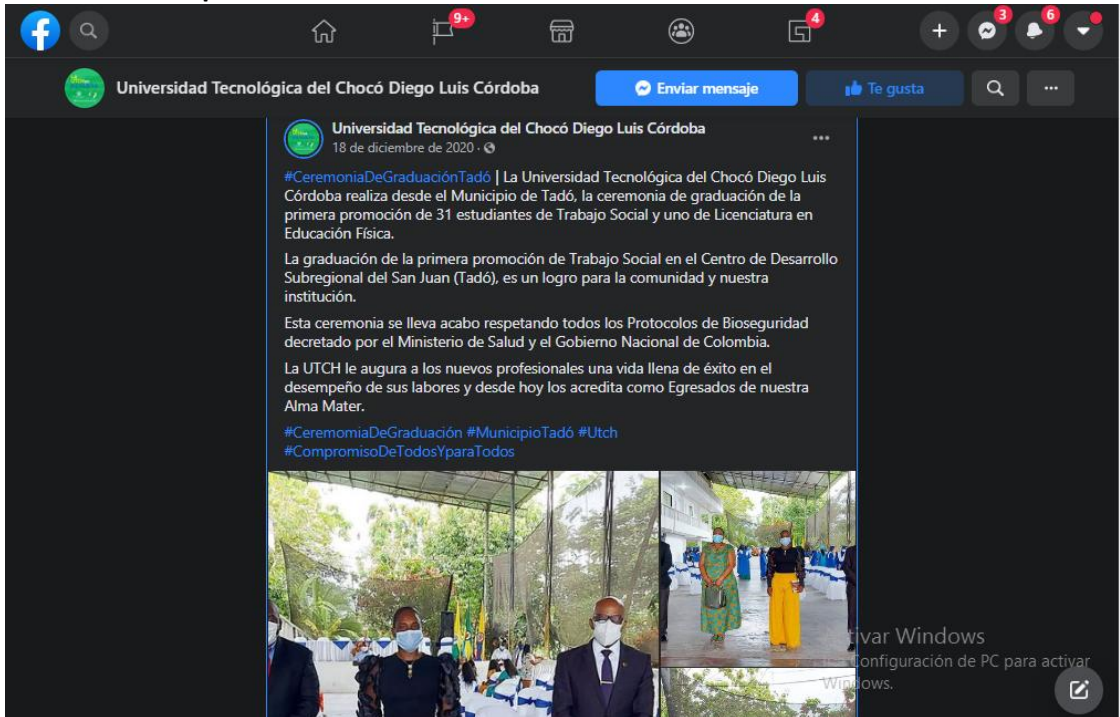 9+
4
3
6
Universidad Tecnológica del Chocó Diego Luis Córdoba
Enviar mensaje
Te gusta
Universidad Tecnológica del Chocó Diego Luis Córdoba
18 de diciembre de 2020 ·
#CeremoniaDeGraduaciónTadó | La Universidad Tecnológica del Chocó Diego Luis
Córdoba realiza desde el Municipio de Tadó, la ceremonia de graduación de la
primera promoción de 31 estudiantes de Trabajo Social y uno de Licenciatura en
Educación Física.
La graduación de la primera promoción de Trabajo Social en el Centro de Desarrollo
Subregional del San Juan (Tadó), es un logro para la comunidad y nuestra
institución.
Esta ceremonia se lleva acabo respetando todos los Protocolos de Bioseguridad
decretado por el Ministerio de Salud y el Gobierno Nacional de Colombia.
La UTCH le augura a los nuevos profesionales una vida llena de éxito en el
desempeño de sus labores y desde hoy los acredita como Egresados de nuestra
Alma Mater.
#CeremomiaDeGraduación #MunicipioTadó #Utch
#CompromisoDeTodosYparaTodos
tivar Windows
Configuración de PC para activar
Windows.